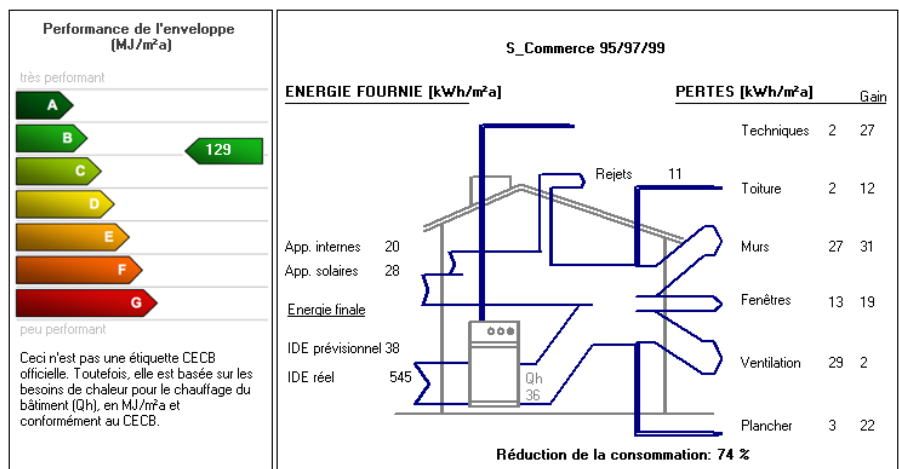 Performance de l'enveloppe
(MJ/m²a)
très performant
A
B
129
C
D
E
F
G
peu performant
Ceci n'est pas une étiquette CECB
officielle. Toutefois, elle est basée sur les
besoins de chaleur pour le chauffage du
bâtiment (Qh), en MJ/m²a et
conformément au CECB.
S_Commerce 95/97/99
ENERGIE FOURNIE [kWh/m²a]
PERTES [kWh/m²a]
Gain
Techniques 2 27
Rejets 11
Toiture 2 12
App. internes 20
Murs 27 31
App. solaires 28
Energie finale
Fenêtres 13 19
IDE prévisionnel 38
Ventilation 29 2
IDE réel 545
Qh
36
Plancher 3 22
Réduction de la consommation: 74 %